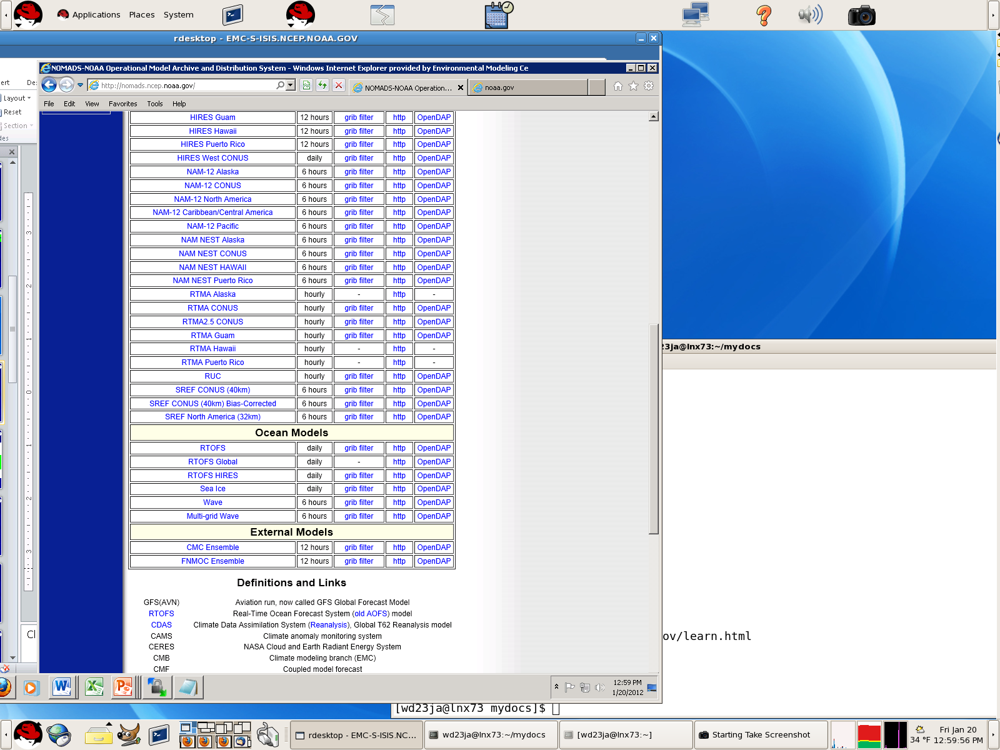 Applications Places System
rdesktop - EMC-S-ISIS.NCEP.NOAA.GOV
NOMADS-NOAA Operational Model Archive and Distribution System - Windows Internet Explorer provided by Environmental Modeling Ce
http://nomads.ncep.noaa.gov/
NOMADS-NOAA Operation...
noaa.gov
File Edit View Favorites Tools Help
Layout
Reset
Section
HIRES Guam 12 hours grib filter http OpenDAP
HIRES Hawaii 12 hours grib filter http OpenDAP
HIRES Puerto Rico 12 hours grib filter http OpenDAP
HIRES West CONUS daily grib filter http OpenDAP
NAM-12 Alaska 6 hours grib filter http OpenDAP
NAM-12 CONUS 6 hours grib filter http OpenDAP
NAM-12 North America 6 hours grib filter http OpenDAP
NAM-12 Caribbean/Central America 6 hours grib filter http OpenDAP
NAM-12 Pacific 6 hours grib filter http OpenDAP
NAM NEST Alaska 6 hours grib filter http OpenDAP
NAM NEST CONUS 6 hours grib filter http OpenDAP
NAM NEST HAWAII 6 hours grib filter http OpenDAP
NAM NEST Puerto Rico 6 hours grib filter http OpenDAP
RTMA Alaska hourly - http -
RTMA CONUS hourly grib filter http OpenDAP
RTMA2.5 CONUS hourly grib filter http OpenDAP
RTMA Guam hourly grib filter http OpenDAP
RTMA Hawaii hourly - http -
RTMA Puerto Rico hourly - http -
RUC hourly grib filter http OpenDAP
SREF CONUS (40km) 6 hours grib filter http OpenDAP
SREF CONUS (40km) Bias-Corrected 6 hours grib filter http OpenDAP
SREF North America (32km) 6 hours grib filter http OpenDAP
Ocean Models
RTOFS daily grib filter http OpenDAP
RTOFS Global daily - http OpenDAP
RTOFS HIRES daily grib filter http OpenDAP
Sea Ice daily grib filter http OpenDAP
Wave 6 hours grib filter http OpenDAP
Multi-grid Wave 6 hours grib filter http OpenDAP
External Models
CMC Ensemble 12 hours grib filter http OpenDAP
FNMOC Ensemble 12 hours grib filter http OpenDAP
Definitions and Links
GFS(AVN) Aviation run, now called GFS Global Forecast Model
RTOFS Real-Time Ocean Forecast System (old AOFS) model
CDAS Climate Data Assimilation System (Reanalysis), Global T62 Reanalysis model
CAMS Climate anomaly monitoring system
CERES NASA Cloud and Earth Radiant Energy System
CMB Climate modeling branch (EMC)
CMF Coupled model forecast
23ja@lnx73:~/mydocs
ov/learn.html
12:59 PM
1/20/2012
[wd23ja@lnx73 mydocs]$
rdesktop - EMC-S-ISIS.NC...
wd23ja@lnx73:~/mydocs
[wd23ja@lnx73:~]
Starting Take Screenshot
34 °F
Fri Jan 20
12:59:56 PM